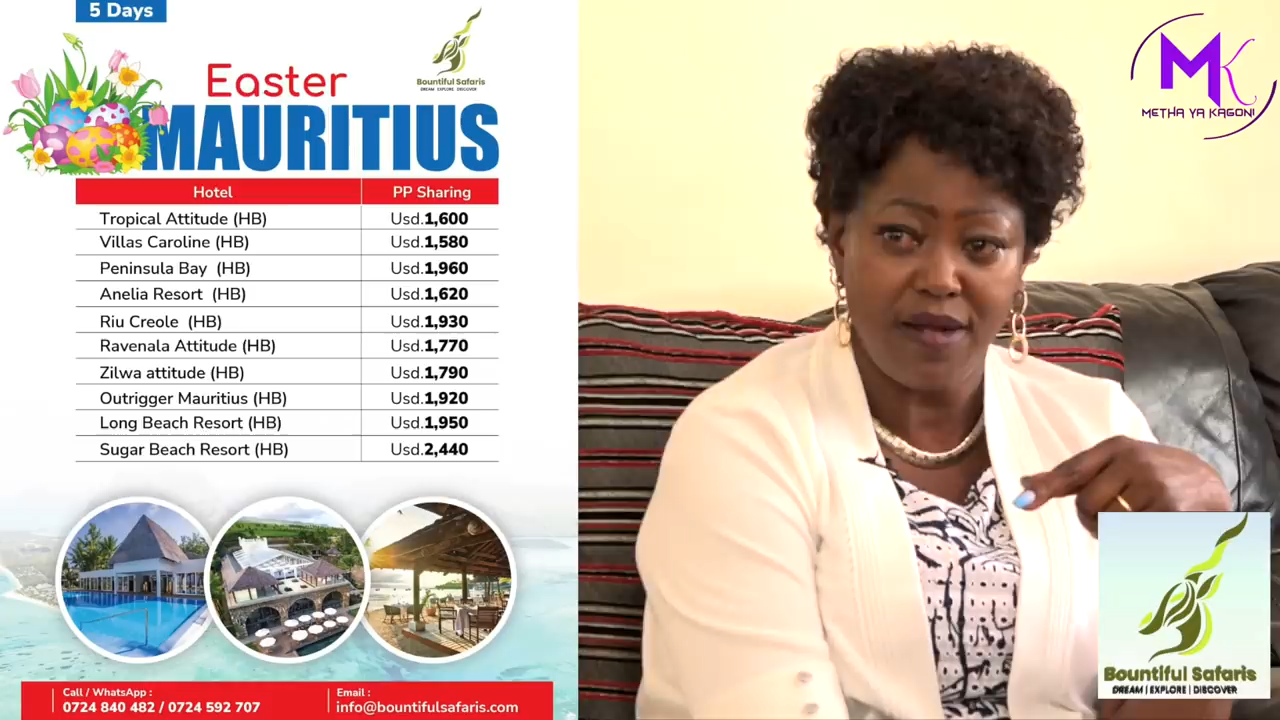 5 Days
Bountiful Safaris
DREAM EXPLORE DISCOVER
Easter
MAURITIUS
Hotel PP Sharing
Tropical Attitude (HB) Usd.1,600
Villas Caroline (HB) Usd.1,580
Peninsula Bay (HB) Usd.1,960
Anelia Resort (HB) Usd.1,620
Riu Creole (HB) Usd.1,930
Ravenala Attitude (HB) Usd.1,770
Zilwa attitude (HB) Usd.1,790
Outrigger Mauritius (HB) Usd.1,920
Long Beach Resort (HB) Usd.1,950
Sugar Beach Resort (HB) Usd.2,440
Call / WhatsApp :
0724 840 482 / 0724 592 707
Email :
info@bountifulsafaris.com
MK
METHA YA KAGONI
Bountiful Safaris
DREAM | EXPLORE | DISCOVER